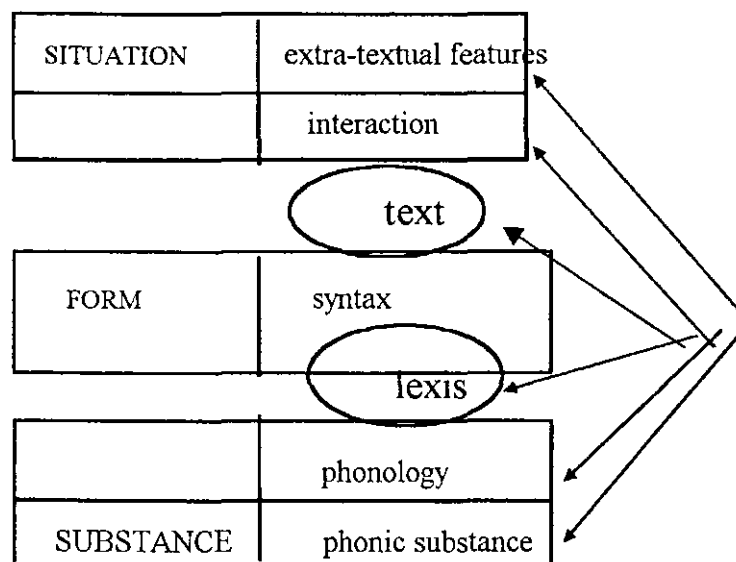 SITUATION extra-textual features
interaction
text
FORM syntax
lexis
phonology
SUBSTANCE phonic substance